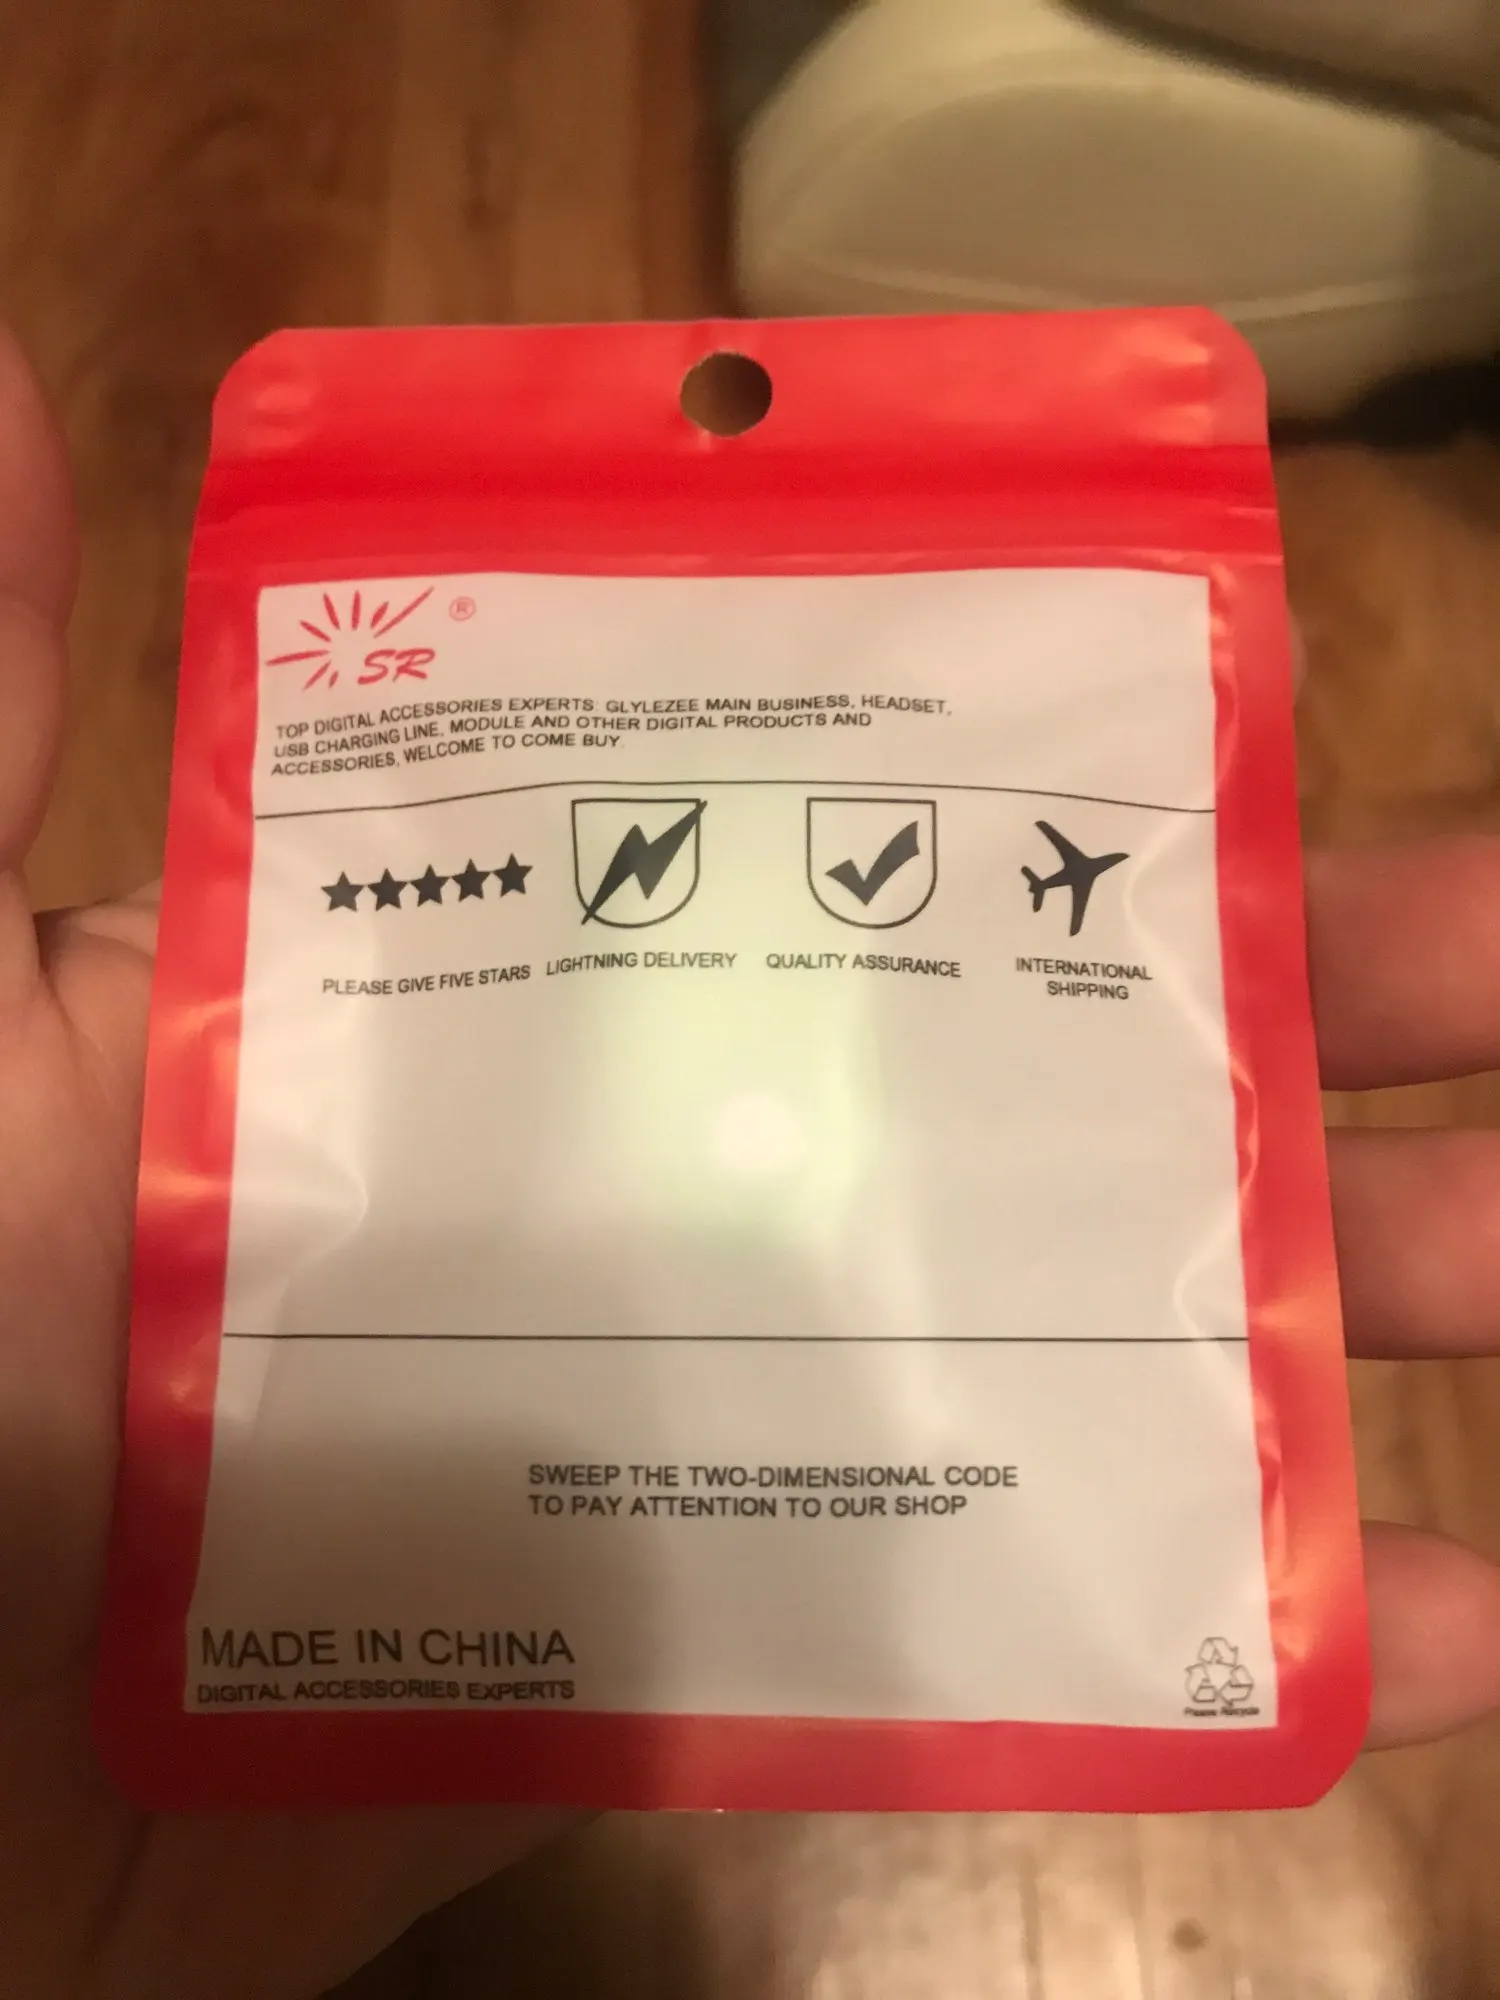 ®
SR
TOP DIGITAL ACCESSORIES EXPERTS: GLYLEZEE MAIN BUSINESS, HEADSET,
USB CHARGING LINE, MODULE AND OTHER DIGITAL PRODUCTS AND
ACCESSORIES, WELCOME TO COME BUY.
PLEASE GIVE FIVE STARS
LIGHTNING DELIVERY
QUALITY ASSURANCE
INTERNATIONAL
SHIPPING
SWEEP THE TWO-DIMENSIONAL CODE
TO PAY ATTENTION TO OUR SHOP
MADE IN CHINA
DIGITAL ACCESSORIES EXPERTS
Please Recycle